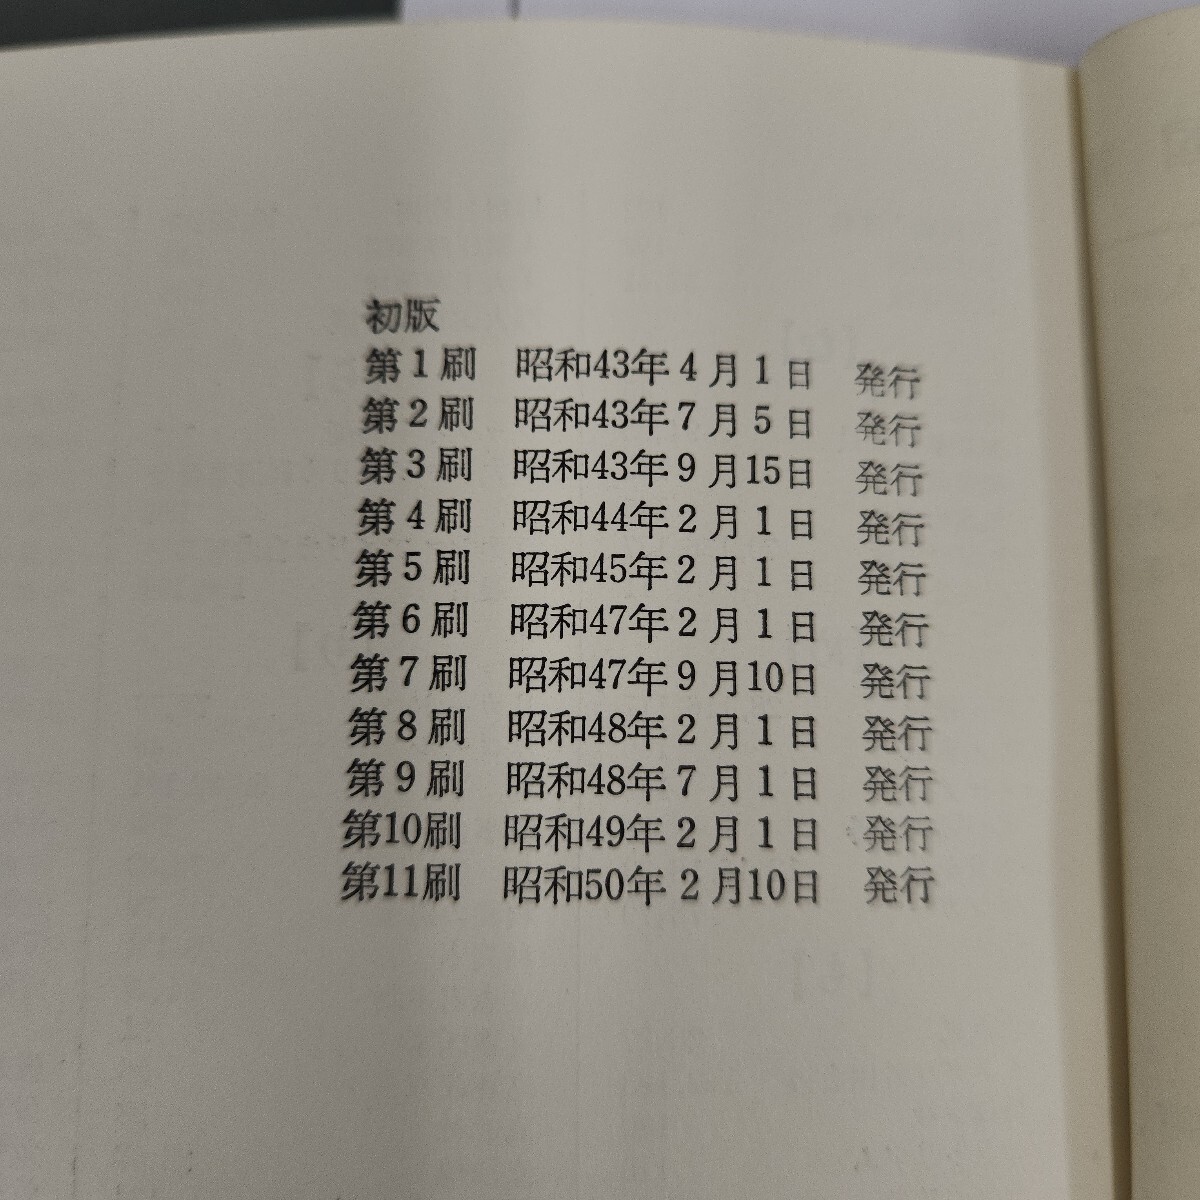 初版
第1刷 昭和43年4月1日 発行
第2刷 昭和43年7月5日 発行
第3刷 昭和43年9月15日 発行
第4刷 昭和44年2月1日 発行
第5刷 昭和45年2月1日 発行
第6刷 昭和47年2月1日 発行
第7刷 昭和47年9月10日 発行
第8刷 昭和48年2月1日 発行
第9刷 昭和48年7月1日 発行
第10刷 昭和49年2月1日 発行
第11刷 昭和50年2月10日 発行